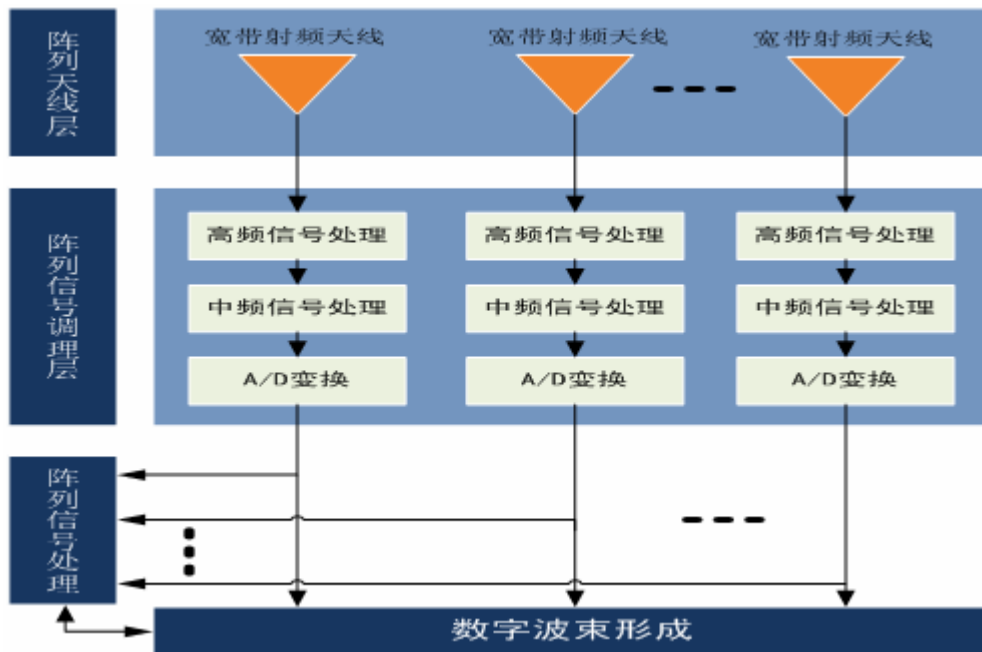 阵列天线层
宽带射频天线
宽带射频天线
宽带射频天线
阵列信号调理层
高频信号处理
高频信号处理
高频信号处理
中频信号处理
中频信号处理
中频信号处理
A/D变换
A/D变换
A/D变换
阵列信号处理
数字波束形成